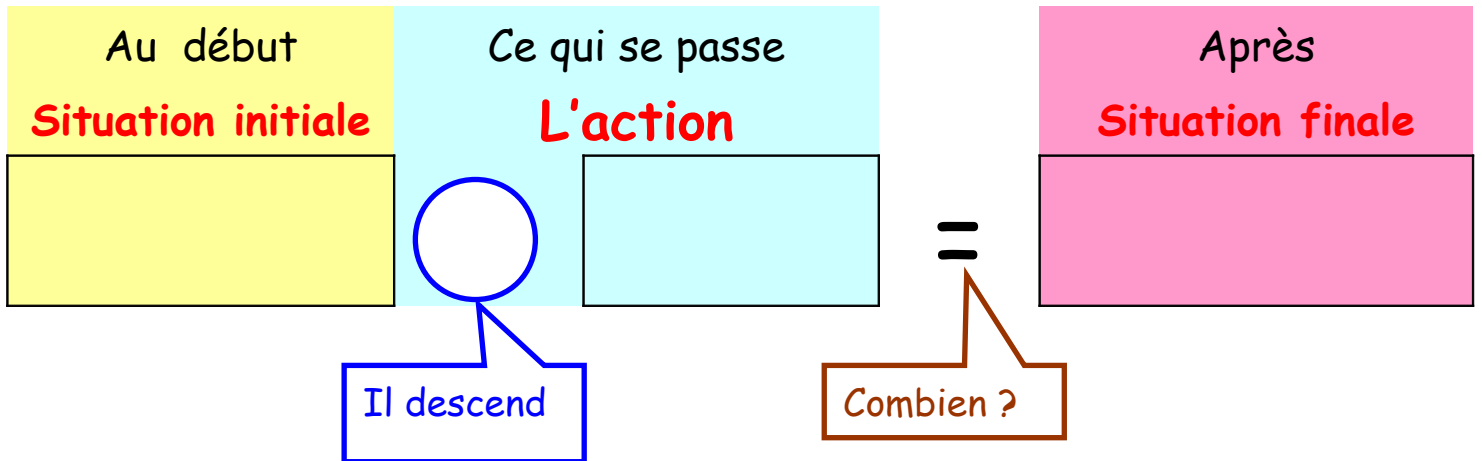 Au début
Situation initiale
Ce qui se passe
L'action
Après
Situation finale
=
Il descend
Combien ?